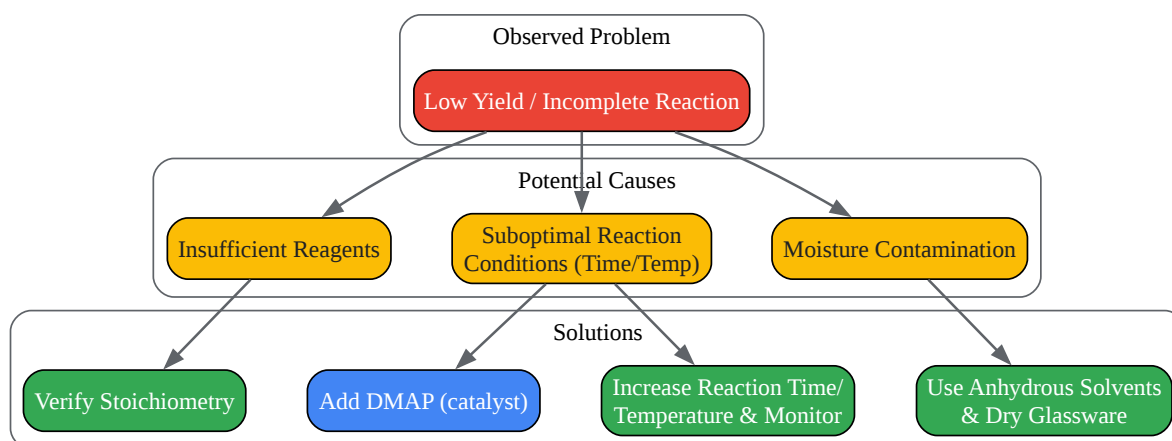 Observed Problem
Low Yield / Incomplete Reaction
Potential Causes
Insufficient Reagents
Suboptimal Reaction
Conditions (Time/Temp)
Moisture Contamination
Solutions
Verify Stoichiometry
Add DMAP (catalyst)
Increase Reaction Time/
Temperature & Monitor
Use Anhydrous Solvents
& Dry Glassware